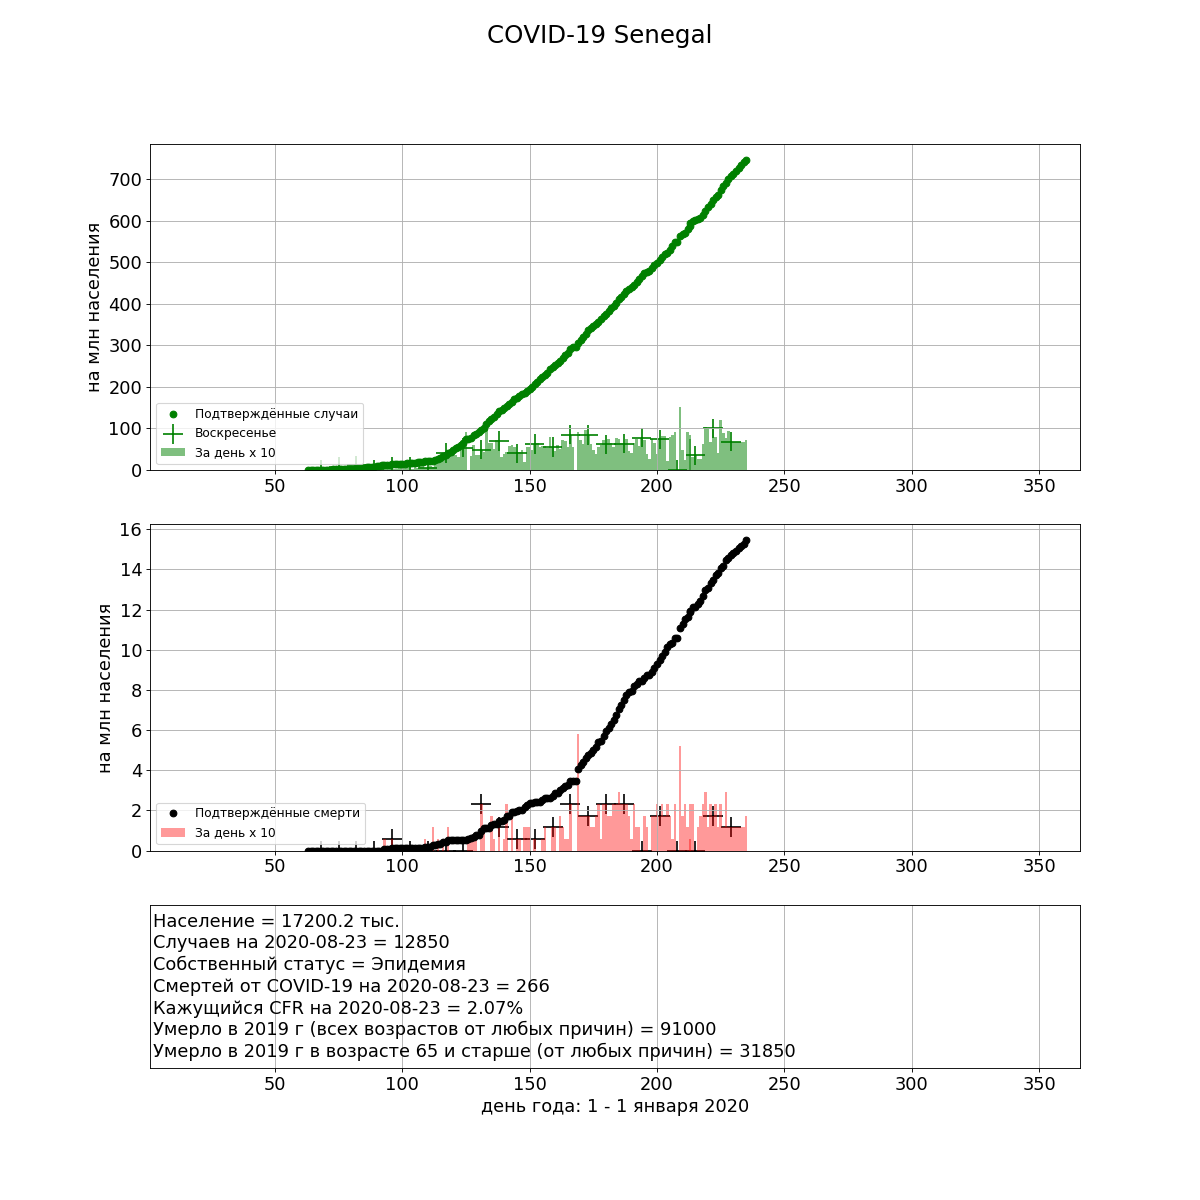 COVID-19 Senegal
700
600
500
400
300
200
100
0
на млн населения
Подтверждённые случаи
Воскресенье
За день x 10
50 100 150 200 250 300 350
16
14
12
10
8
6
4
2
0
на млн населения
Подтверждённые смерти
За день x 10
50 100 150 200 250 300 350
Население = 17200.2 тыс.
Случаев на 2020-08-23 = 12850
Собственный статус = Эпидемия
Смертей от COVID-19 на 2020-08-23 = 266
Кажущийся CFR на 2020-08-23 = 2.07%
Умерло в 2019 г (всех возрастов от любых причин) = 91000
Умерло в 2019 г в возрасте 65 и старше (от любых причин) = 31850
50 100 150 200 250 300 350
день года: 1 - 1 января 2020